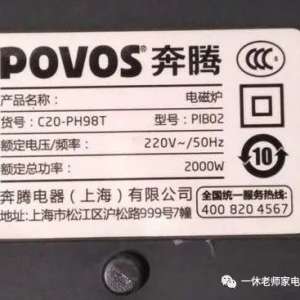 POVOS® 奔腾
CCC
产品名称: 电磁炉
货号: C20-PH98T 型号: PIB02
额定电压/频率: 220V~/50Hz
额定总功率: 2000W
10
奔腾电器(上海)有限公司
地址:上海市松江区沪松路999号7幢
全国统一服务热线
400 820 4567
一休老师家电